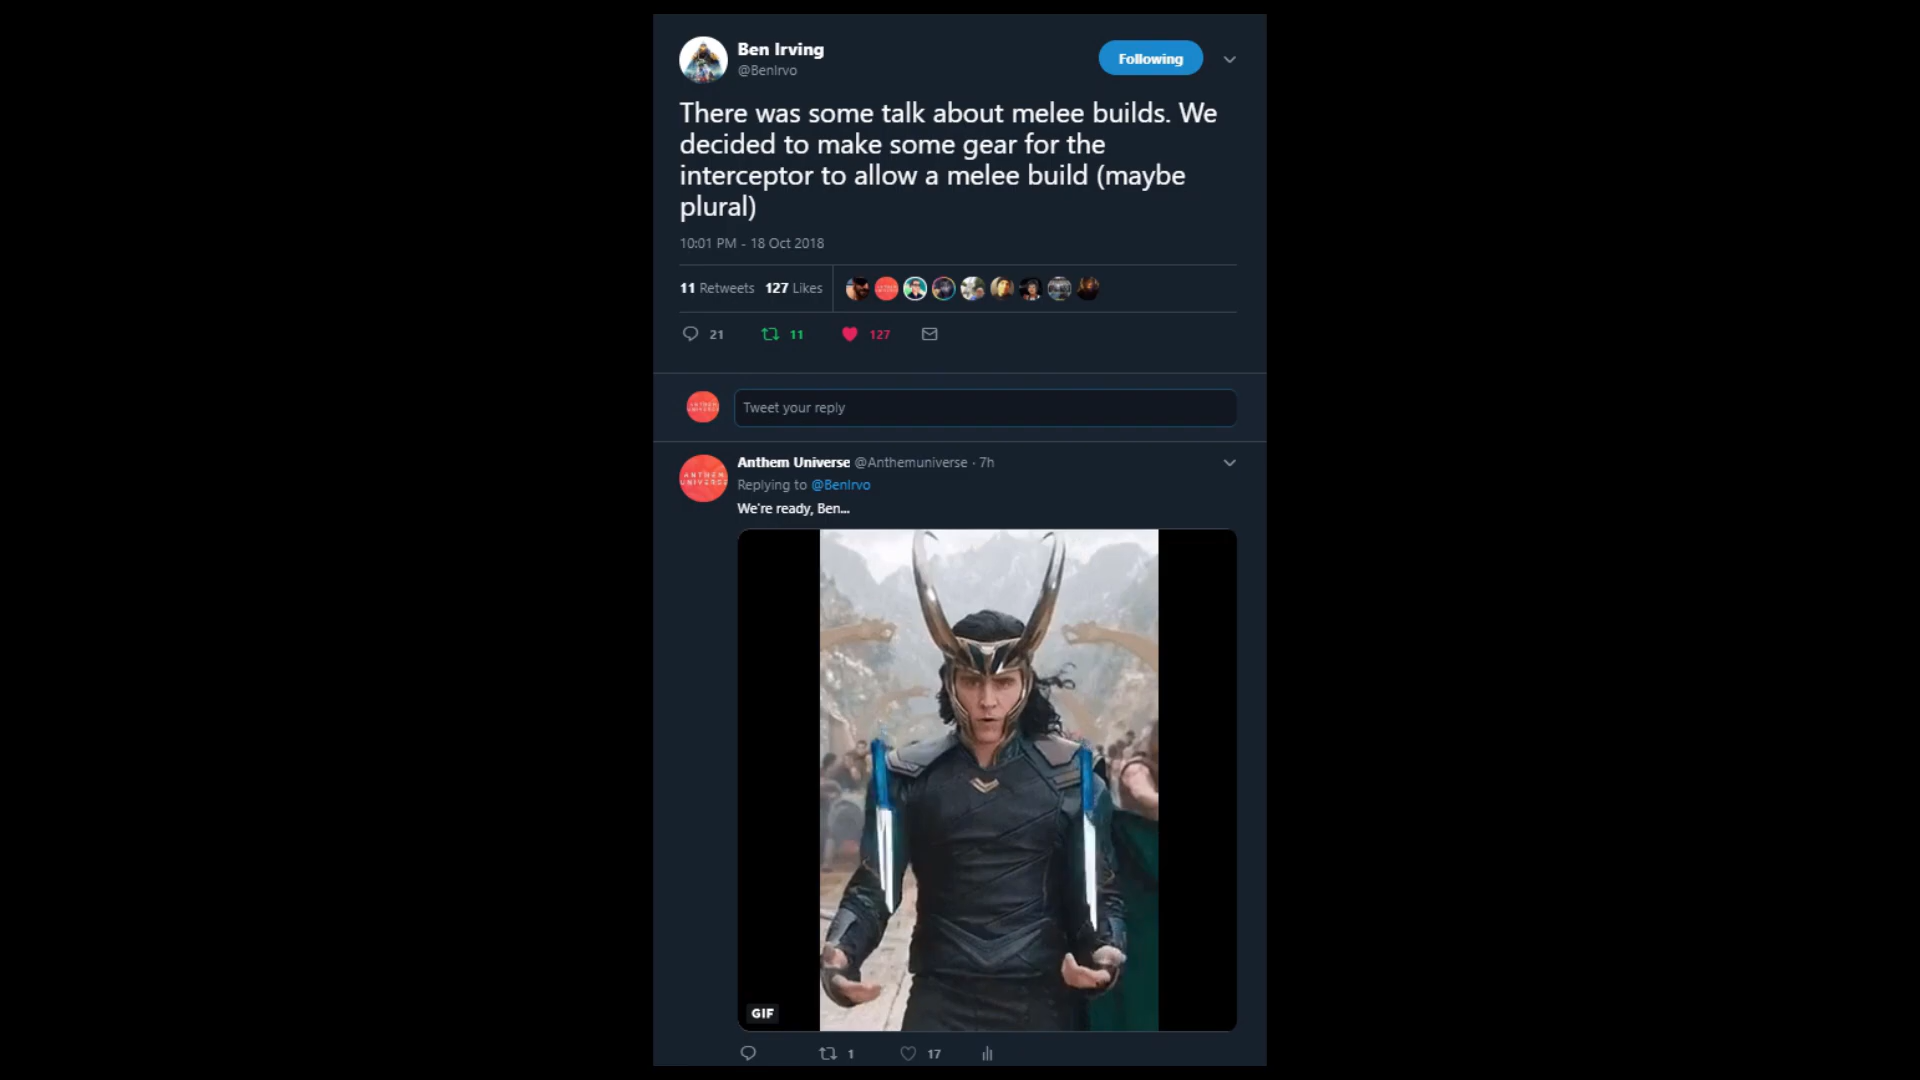 Ben Irving
@BenIrvo
Following
There was some talk about melee builds. We
decided to make some gear for the
interceptor to allow a melee build (maybe
plural)
10:01 PM - 18 Oct 2018
11 Retweets 127 Likes
21 11 127
Tweet your reply
ANTHEM
UNIVERSE
Anthem Universe @Anthemuniverse · 7h
Replying to @BenIrvo
We're ready, Ben...
GIF
1 17